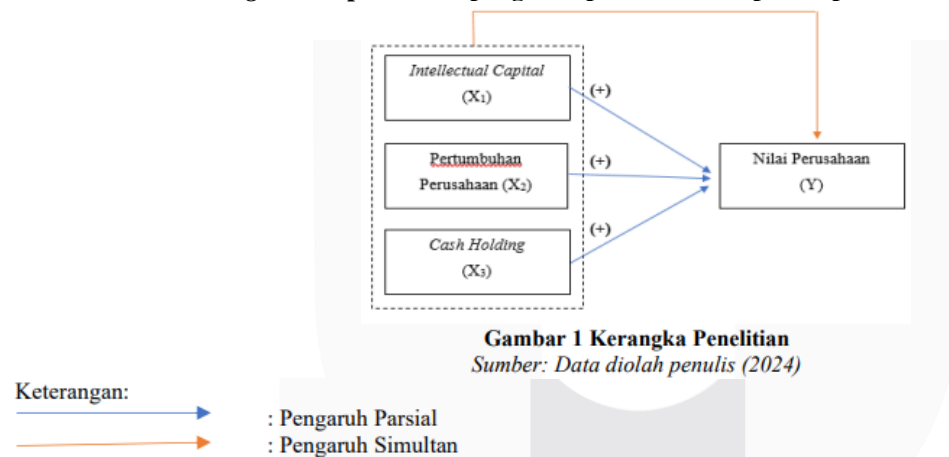 Intellectual Capital
(X₁)
(+)
Pertumbuhan
Perusahaan (X₂)
(+)
Nilai Perusahaan
(Y)
Cash Holding
(X₃)
(+)
Gambar 1 Kerangka Penelitian
Sumber: Data diolah penulis (2024)
Keterangan:
: Pengaruh Parsial
: Pengaruh Simultan